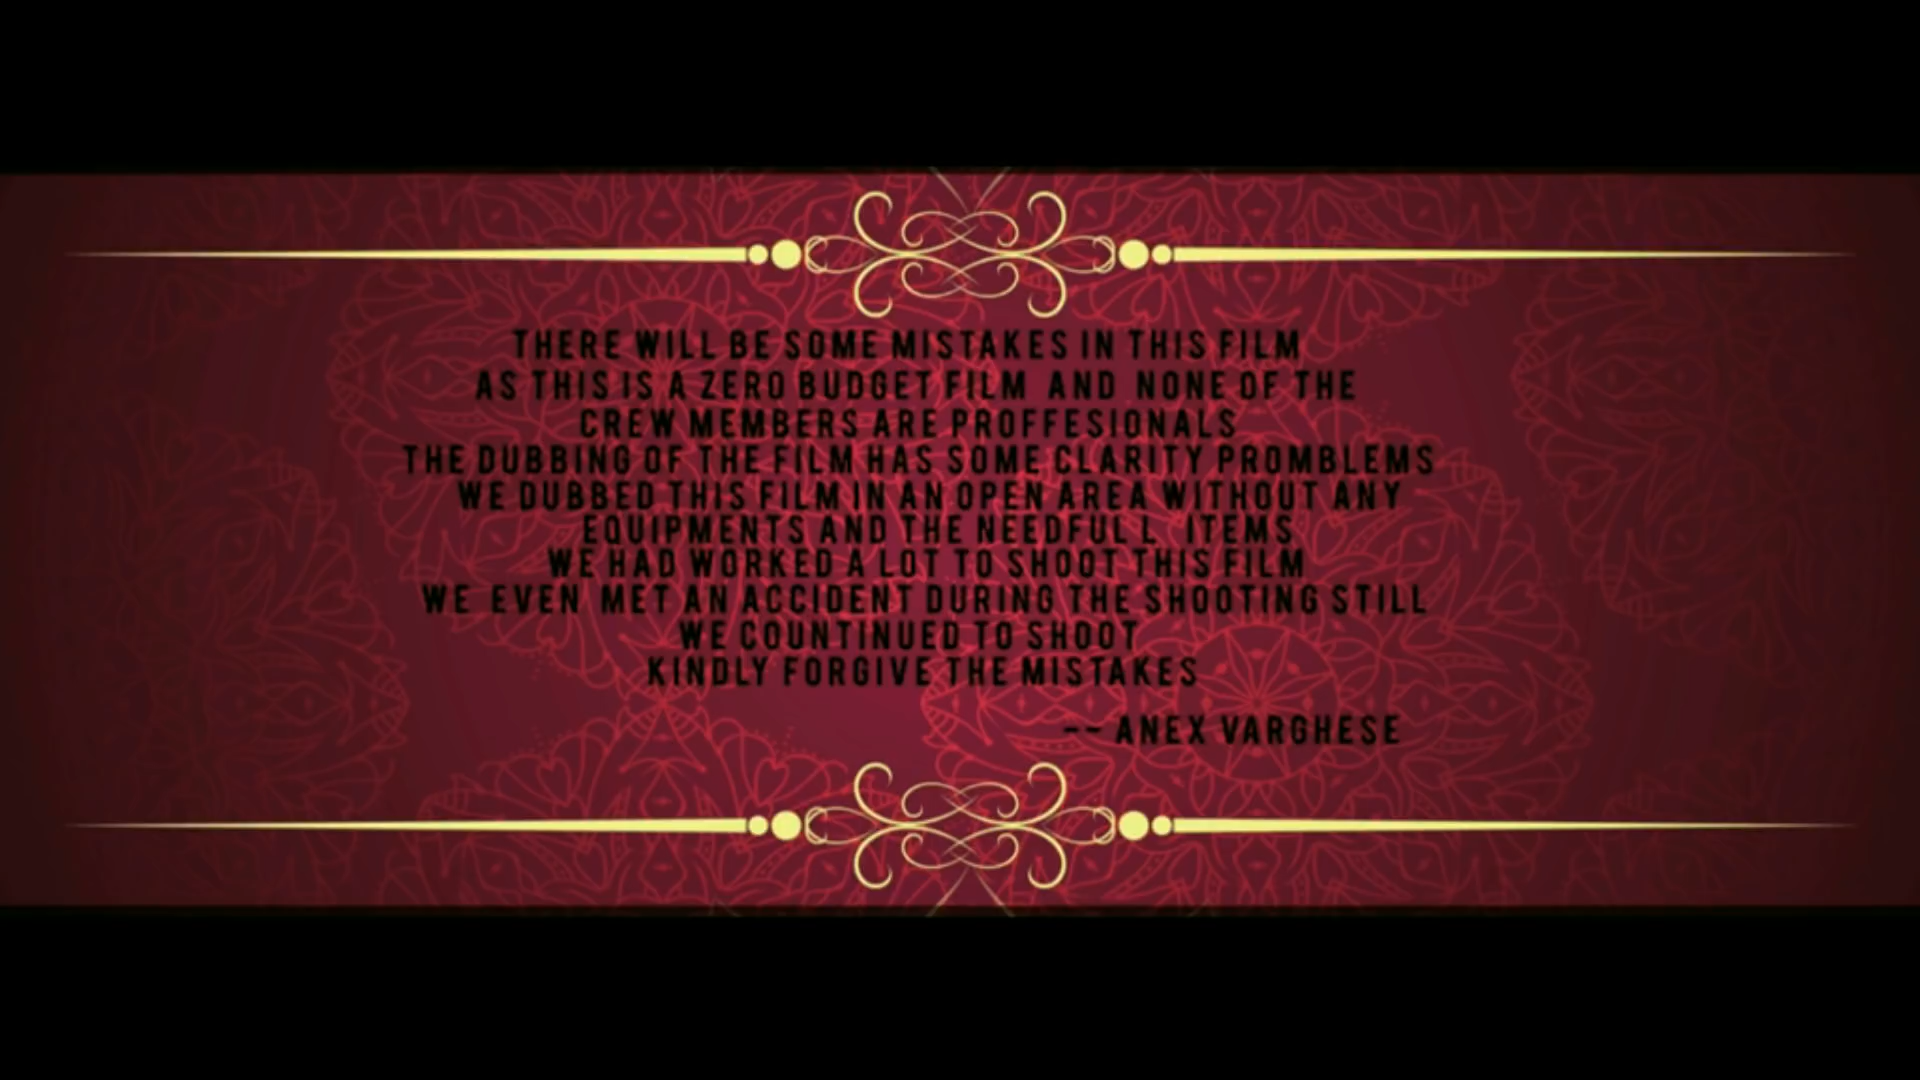 THERE WILL BE SOME MISTAKES IN THIS FILM
AS THIS IS A ZERO BUDGET FILM AND NONE OF THE
CREW MEMBERS ARE PROFFESIONALS
THE DUBBING OF THE FILM HAS SOME CLARITY PROMBLEMS
WE DUBBED THIS FILM IN AN OPEN AREA WITHOUT ANY
EQUIPMENTS AND THE NEEDFULL ITEMS
WE HAD WORKED A LOT TO SHOOT THIS FILM
WE EVEN MET AN ACCIDENT DURING THE SHOOTING STILL
WE COUNTINUED TO SHOOT
KINDLY FORGIVE THE MISTAKES
-- ANEX VARGHESE